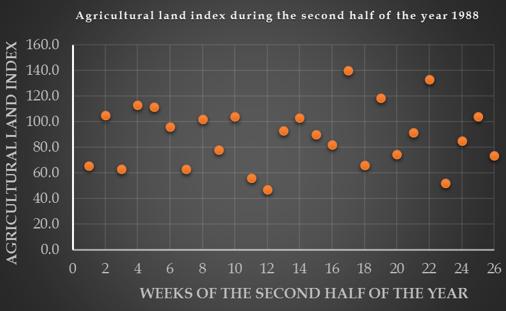 Agricultural land index during the second half of the year 1988
160.0
140.0
120.0
100.0
80.0
60.0
40.0
20.0
0.0
AGRICULTURAL LAND INDEX
0 2 4 6 8 10 12 14 16 18 20 22 24 26
WEEKS OF THE SECOND HALF OF THE YEAR